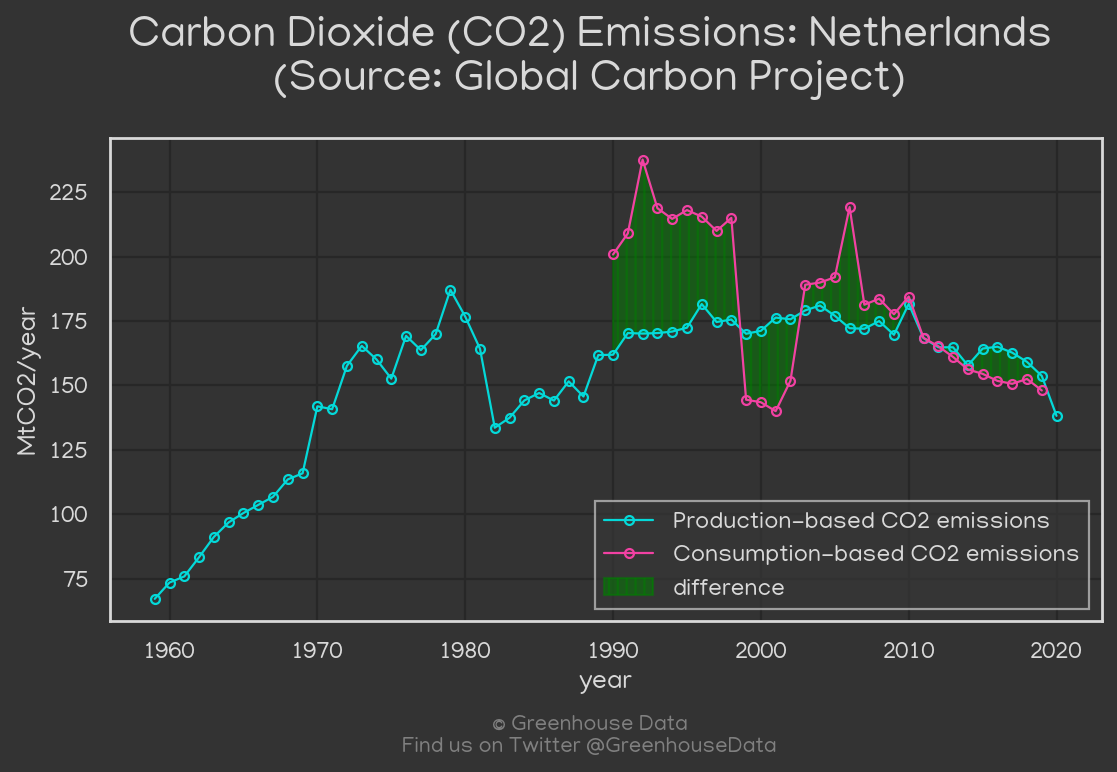 Carbon Dioxide (CO2) Emissions: Netherlands
(Source: Global Carbon Project)
MtCO2/year
225
200
175
150
125
100
75
Production-based CO2 emissions
Consumption-based CO2 emissions
difference
1960 1970 1980 1990 2000 2010 2020
year
© Greenhouse Data
Find us on Twitter @GreenhouseData